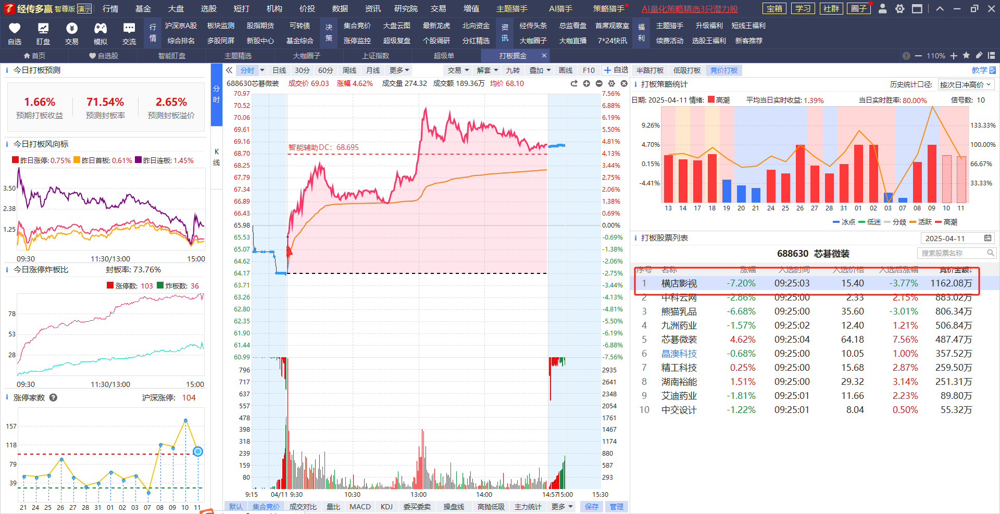 经传多赢 智尊版 演示 行情 基金 大盘 选股 短打 机构 价投 数据 资讯 研究院 交易 增值 主题猎手 AI猎手 策略猎手 AI量化策略精选3只潜力股 宝箱 学习 社群 圈子
自选 盯盘 交易 模拟 交流
行情 沪深京A股 板块监测 股指期货 可转债 决策 集合竞价 大盘云图 最新龙虎 北向资金 资讯 经传头条 总监看盘 首席观察室 福利 主题猎手 升级福利 短线王福利
综合排名 多股同屏 新股中心 基金综合 涨停监控 超级复盘 个股调研 分红精选 大咖圈子 大咖直播 7*24快讯 续费活动 选股王福利 新客推荐
首页 自选股 智能盯盘 主题精选 大咖圈子 上证指数 超级单 打板掘金 110%
今日打板预测
1.66% 71.54% 2.65%
预期打板收益 预测封板率 预测封板溢价
今日打板风向标
昨日涨停: 0.75% 昨日首板: 0.61% 昨日连板: 1.45%
3.50
2.38
1.25
09:30 11:30/13:00 15:00
今日涨停炸板比 封板率: 73.76%
涨停数: 103 炸板数: 36
78
53
28
09:30 11:30/13:00 15:00
涨停家数 沪深涨停: 104
157
118
79
39
21 24 25 26 27 28 31 01 02 03 07 08 09 10 11
分时
K线
分时 日线 30分 60分 周线 月线 更多 交易 解套 九转 叠加 画线 F10 自选
688630芯碁微装 成交价 69.03 涨幅 4.62% 成交量 274.32 成交额 189.36万 均价 68.10
70.97 7.56%
70.52 6.88%
70.06 6.19%
69.61 5.50%
69.16 4.81%
智能辅助DC: 68.695
68.70 4.13%
68.25 3.44%
67.79 2.75%
67.34 2.06%
66.89 1.38%
66.43 0.69%
65.98 0.00%
65.53 -0.69%
65.07 -1.38%
64.62 -2.06%
64.17 -2.75%
63.71 -3.44%
63.26 -4.13%
62.80 -4.81%
62.35 -5.50%
61.90 -6.19%
61.44 -6.88%
60.99 -7.56%
796 2935
717 2641
637 2348
557 2054
478 1761
398 1467
318 1174
239 880
159 587
80 293
9:15 04/11 9:30 10:30 13:00 14:00 14:57 15:00 15:30
默认 集合竞价 成交对比 量比 MACD KDJ 委买委卖 操盘线 高抛低吸 主力统计 更多 保存 管理
半路打板 低吸打板 竞价打板 教学
打板策略统计 历史统计口径: 按次日冲高价
日期: 2025-04-11 情绪: 高潮 平均当日实时收益: 1.39% 当日实时胜率: 80.00% 信号数: 10
9.26% 133.33%
4.70% 100.00%
0.15% 66.67%
-4.41% 33.33%
13 14 17 18 19 20 21 24 25 26 27 28 31 01 02 03 07 08 09 10 11
冰点 低迷 分歧 活跃 高潮
打板股票列表 2025-04-11
688630 芯碁微装 搜索股票名称
序号 名称 涨幅 入选时间 入选价格 入选后涨幅 竞价金额↓
1 横店影视 -7.20% 09:25:03 15.40 -3.77% 1162.08万
2 中科云网 -2.86% 09:25:00 2.33 2.15% 883.02万
3 熊猫乳品 -6.68% 09:25:00 35.60 -3.01% 806.34万
4 九洲药业 -1.57% 09:25:02 12.40 1.21% 506.84万
5 芯碁微装 4.62% 09:25:04 64.18 7.56% 487.47万
6 晶澳科技 -0.68% 09:25:00 10.05 1.00% 357.52万
7 精工科技 0.25% 09:25:00 15.68 2.87% 259.50万
8 湖南裕能 1.51% 09:25:00 29.32 3.14% 251.31万
9 艾迪药业 -1.81% 09:25:01 11.66 2.23% 89.80万
10 中交设计 -1.22% 09:25:01 8.04 0.50% 55.32万